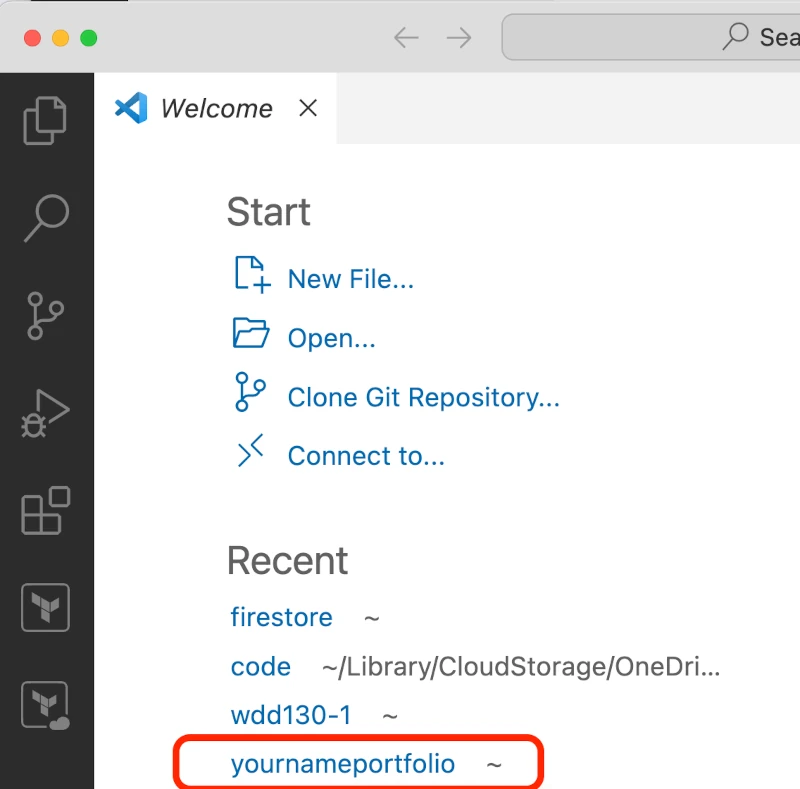 Sea
Welcome
Start
New File...
Open...
Clone Git Repository...
Connect to...
Recent
firestore ~
code ~/Library/CloudStorage/OneDri...
wdd130-1 ~
yournameportfolio ~